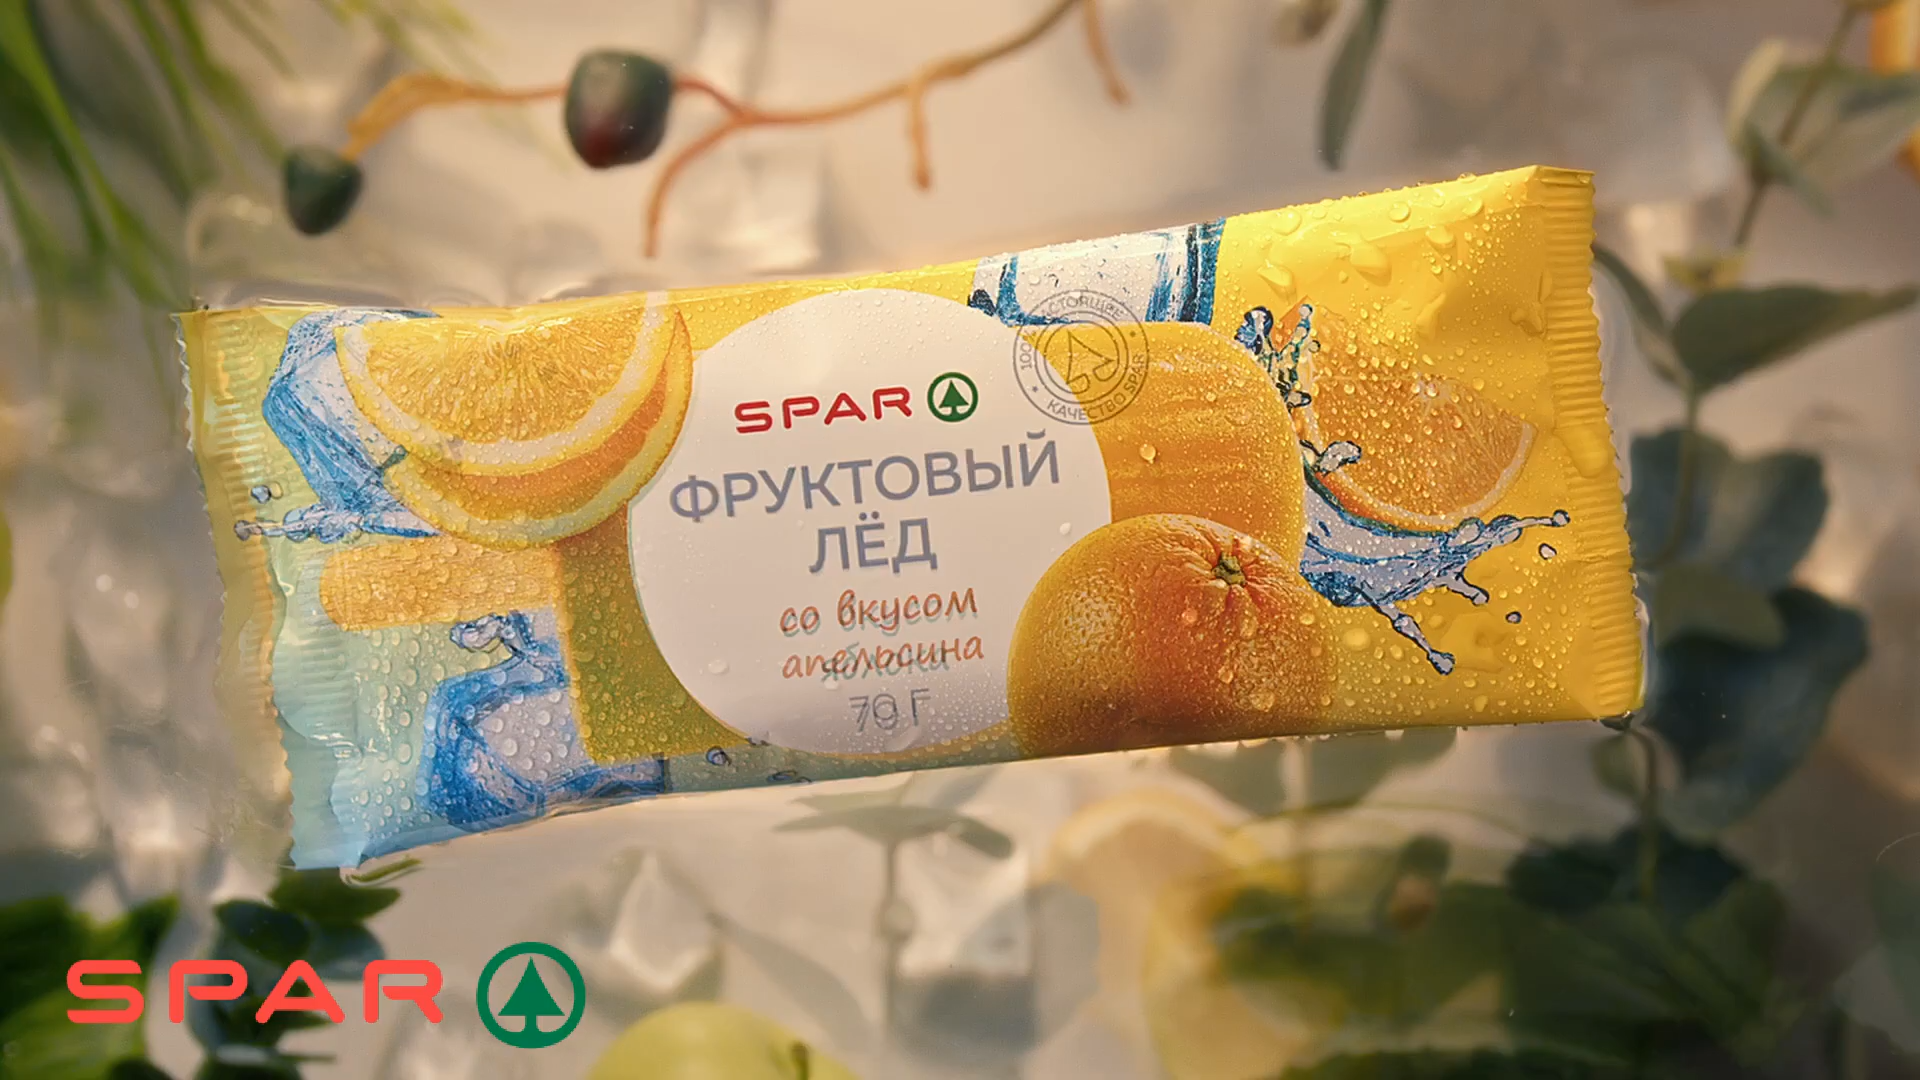 SPAR
ФРУКТОВЫЙ
ЛЁД
со вкусом
апельсина
70 Г
КАЧЕСТВО SPAR
SPAR